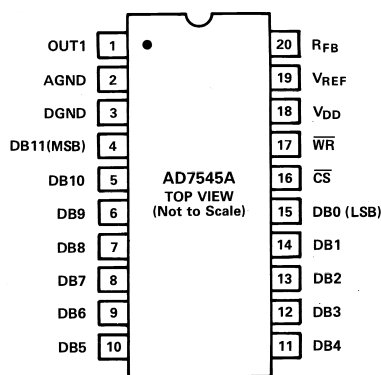 OUT1 1 20 RFB
AGND 2 19 VREF
DGND 3 18 VDD
DB11(MSB) 4 17 WR
DB10 5 16 CS
DB9 6 15 DB0 (LSB)
DB8 7 14 DB1
DB7 8 13 DB2
DB6 9 12 DB3
DB5 10 11 DB4
AD7545A
TOP VIEW
(Not to Scale)